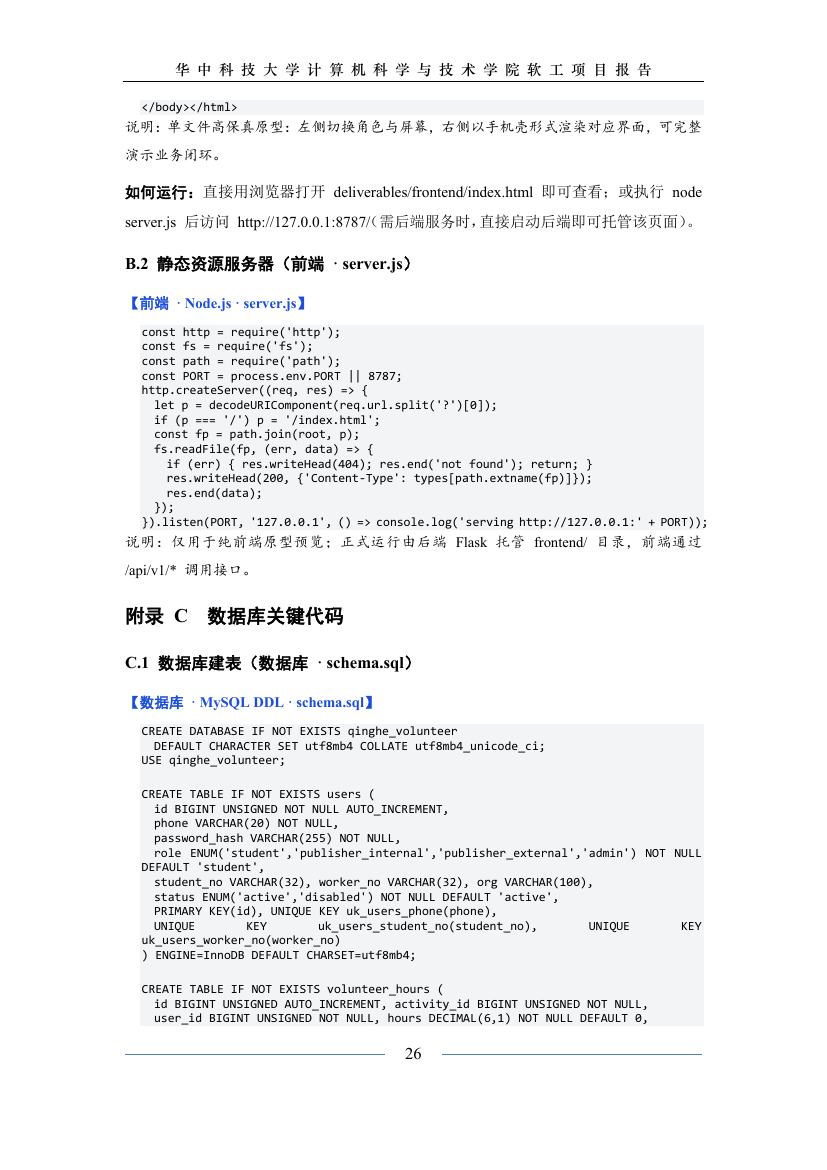 华中科技大学计算机科学与技术学院软工项目报告
</body></html>
说明：单文件高保真原型：左侧切换角色与屏幕，右侧以手机壳形式渲染对应界面，可完整
演示业务闭环。
如何运行：直接用浏览器打开 deliverables/frontend/index.html 即可查看；或执行 node
server.js 后访问 http://127.0.0.1:8787/（需后端服务时，直接启动后端即可托管该页面）。
B.2 静态资源服务器（前端 · server.js）
【前端 · Node.js · server.js】
const http = require('http');
const fs = require('fs');
const path = require('path');
const PORT = process.env.PORT || 8787;
http.createServer((req, res) => {
  let p = decodeURIComponent(req.url.split('?')[0]);
  if (p === '/') p = '/index.html';
  const fp = path.join(root, p);
  fs.readFile(fp, (err, data) => {
    if (err) { res.writeHead(404); res.end('not found'); return; }
    res.writeHead(200, {'Content-Type': types[path.extname(fp)]});
    res.end(data);
  });
}).listen(PORT, '127.0.0.1', () => console.log('serving http://127.0.0.1:' + PORT));
说明：仅用于纯前端原型预览；正式运行由后端 Flask 托管 frontend/ 目录，前端通过
/api/v1/* 调用接口。
附录 C 数据库关键代码
C.1 数据库建表（数据库 · schema.sql）
【数据库 · MySQL DDL · schema.sql】
CREATE DATABASE IF NOT EXISTS qinghe_volunteer
  DEFAULT CHARACTER SET utf8mb4 COLLATE utf8mb4_unicode_ci;
USE qinghe_volunteer;
CREATE TABLE IF NOT EXISTS users (
  id BIGINT UNSIGNED NOT NULL AUTO_INCREMENT,
  phone VARCHAR(20) NOT NULL,
  password_hash VARCHAR(255) NOT NULL,
  role ENUM('student','publisher_internal','publisher_external','admin') NOT NULL
DEFAULT 'student',
  student_no VARCHAR(32), worker_no VARCHAR(32), org VARCHAR(100),
  status ENUM('active','disabled') NOT NULL DEFAULT 'active',
  PRIMARY KEY(id), UNIQUE KEY uk_users_phone(phone),
  UNIQUE KEY uk_users_student_no(student_no), UNIQUE KEY
uk_users_worker_no(worker_no)
) ENGINE=InnoDB DEFAULT CHARSET=utf8mb4;
CREATE TABLE IF NOT EXISTS volunteer_hours (
  id BIGINT UNSIGNED AUTO_INCREMENT, activity_id BIGINT UNSIGNED NOT NULL,
  user_id BIGINT UNSIGNED NOT NULL, hours DECIMAL(6,1) NOT NULL DEFAULT 0,
26